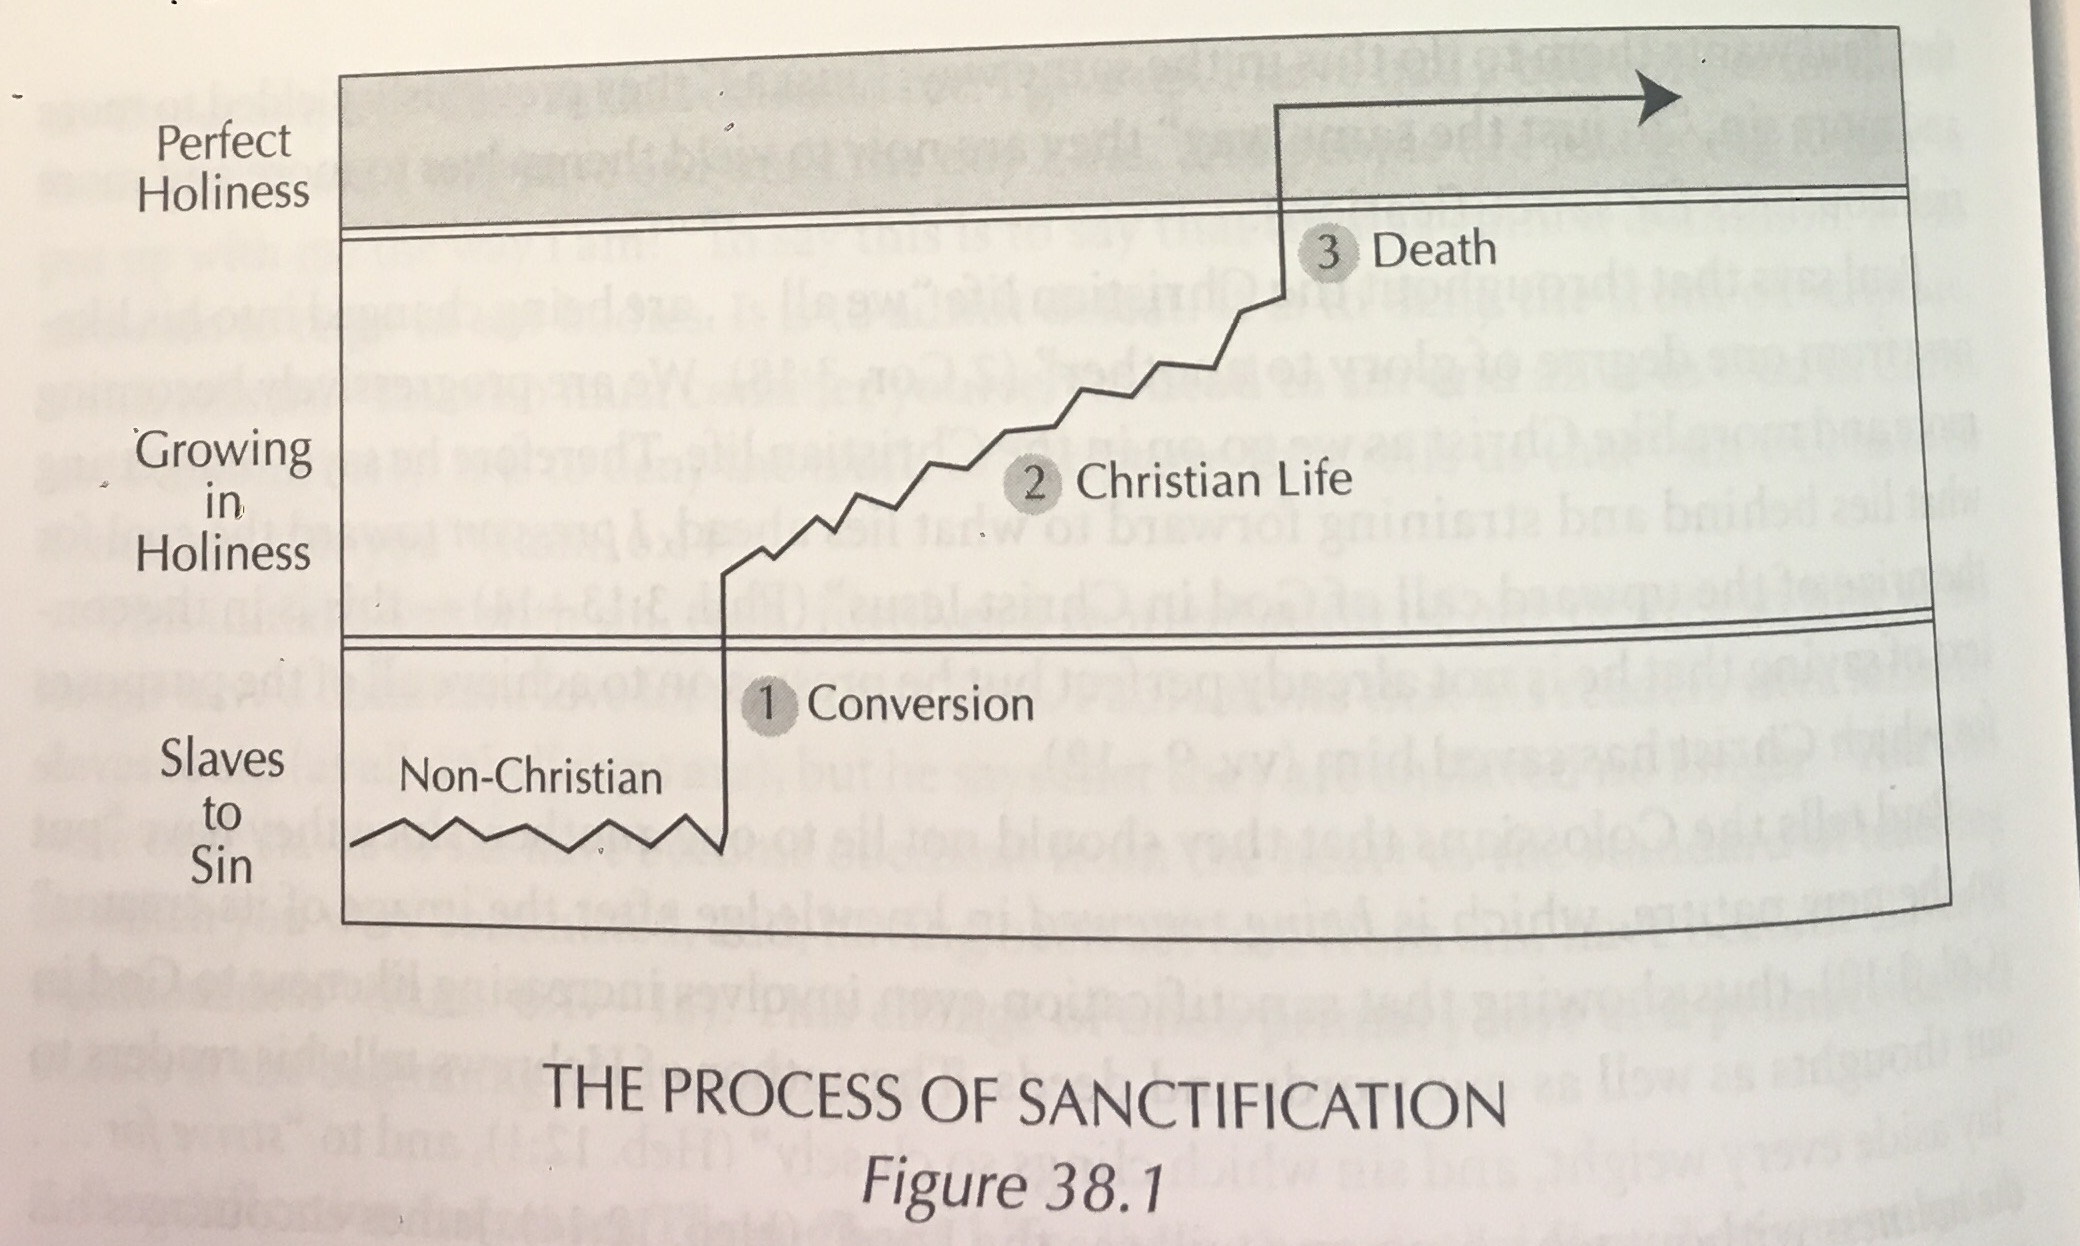 Perfect
Holiness
3 Death
Growing
in
Holiness
2 Christian Life
1 Conversion
Slaves
to
Sin
Non-Christian
THE PROCESS OF SANCTIFICATION
Figure 38.1